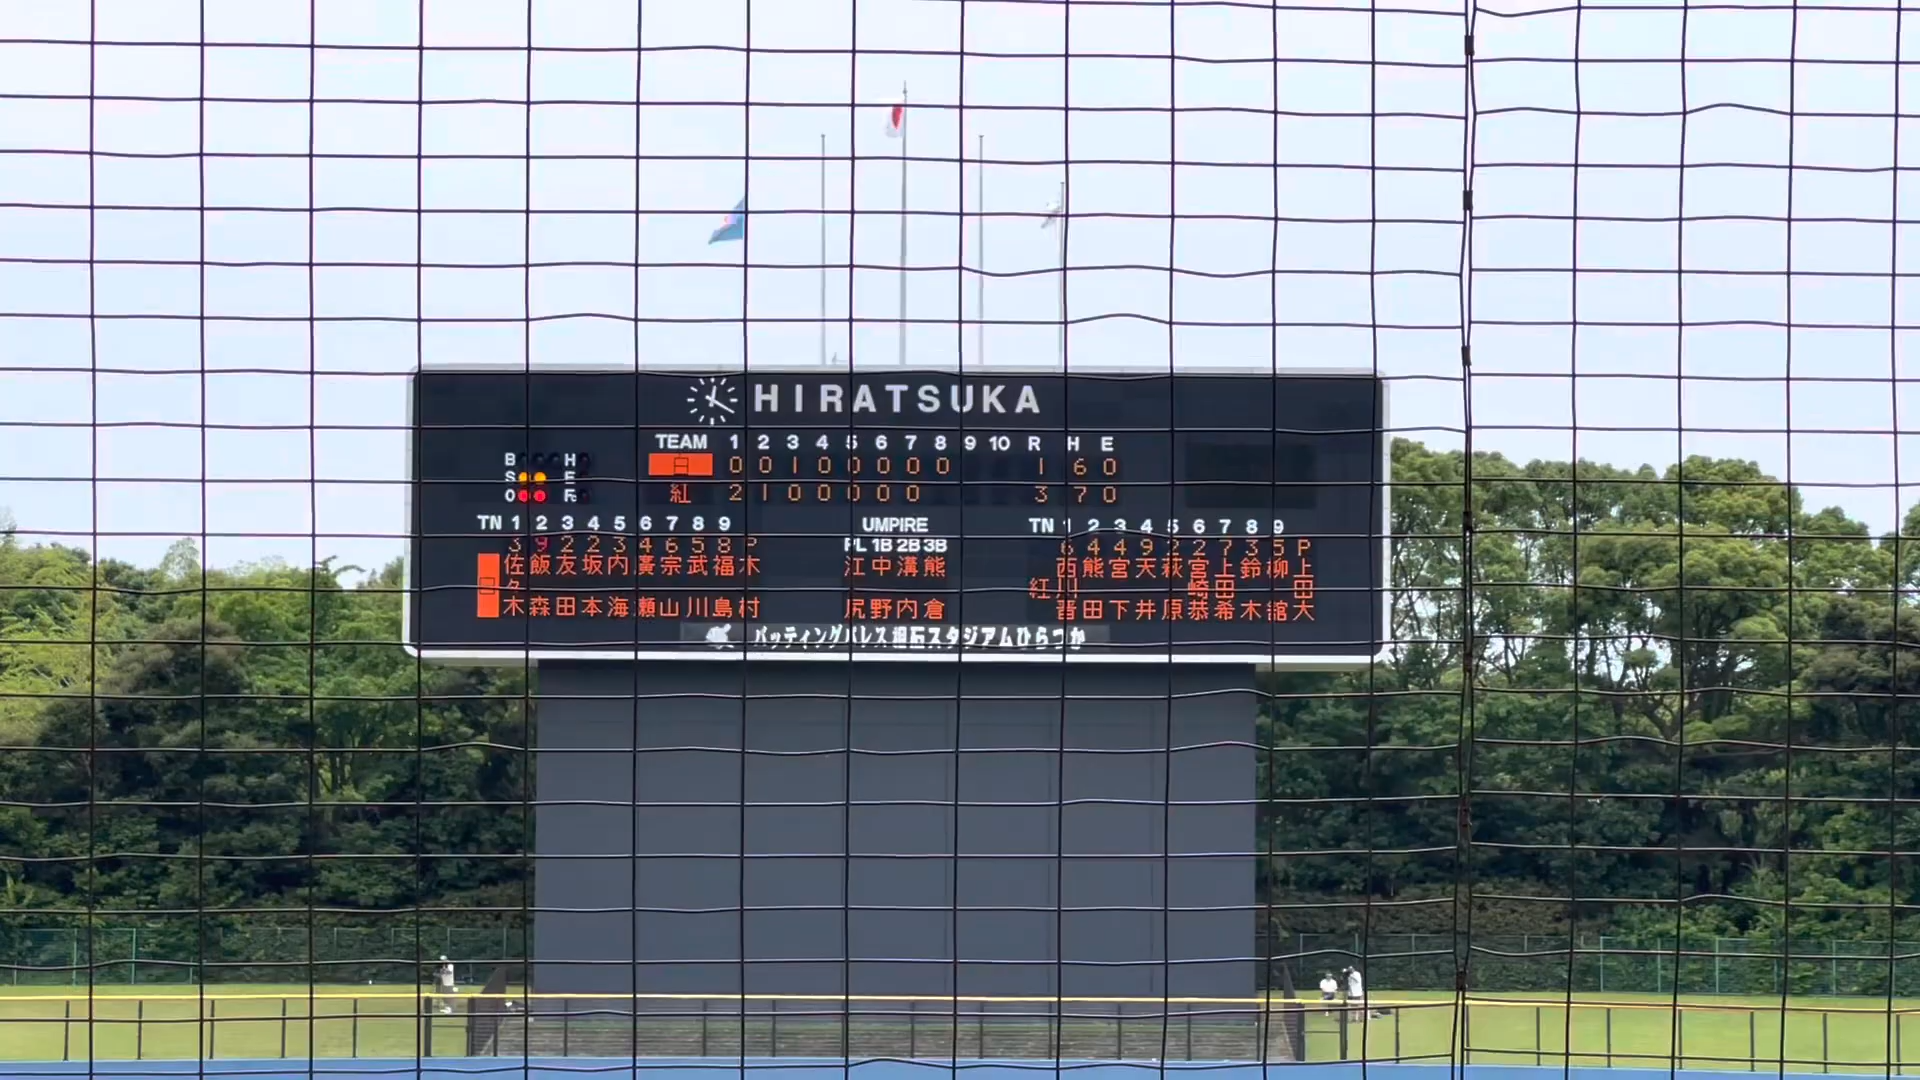 HIRATSUKA
TEAM 1 2 3 4 5 6 7 8 9 10 R H E
白 0 0 1 0 0 0 0 0 1 6 0
紅 2 1 0 0 0 0 0 3 7 0
B H
S E
O F
TN 1 2 3 4 5 6 7 8 9
3 9 2 2 3 4 6 5 8 P
白
佐々木 飯森 友田 坂本 内海 廣瀬 宗山 武川 福島 木村
UMPIRE
PL 1B 2B 3B
江尻 中野 溝内 熊倉
TN 1 2 3 4 5 6 7 8 9
6 4 4 9 2 2 7 3 5 P
紅
西川晋 熊田 宮下 天井 萩原 宮崎恭 上田希 鈴木 柳舘 上田大
バッティングパレス相石スタジアムひらつか